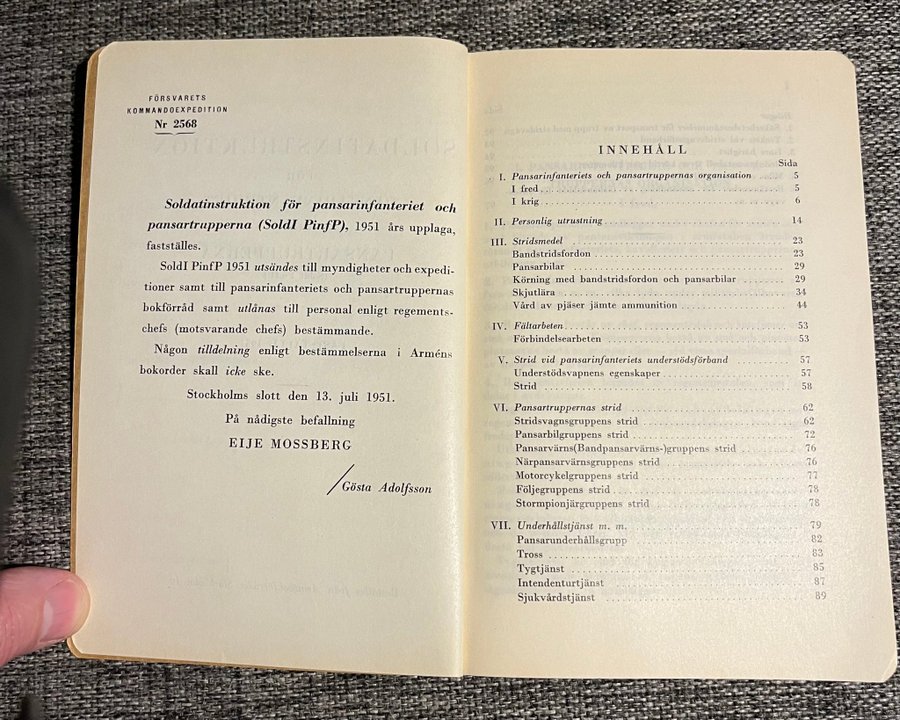 FÖRSVARETS
KOMMANDOEXPEDITION
Nr 2568
Soldatinstruktion för pansarinfanteriet och
pansartrupperna (SoldI PinfP), 1951 års upplaga,
fastställes.
SoldI PinfP 1951 utsändes till myndigheter och expedi-
tioner samt till pansarinfanteriets och pansartruppernas
bokförråd samt utlånas till personal enligt regements-
chefs (motsvarande chefs) bestämmande.
Någon tilldelning enligt bestämmelserna i Arméns
bokorder skall icke ske.
Stockholms slott den 13. juli 1951.
På nådigste befallning
EIJE MOSSBERG
/Gösta Adolfsson
INNEHÅLL
Sida
I. Pansarinfanteriets och pansartruppernas organisation . 5
I fred 5
I krig 6
II. Personlig utrustning 14
III. Stridsmedel 23
Bandstridsfordon 23
Pansarbilar 29
Körning med bandstridsfordon och pansarbilar 29
Skjutlära 34
Vård av pjäser jämte ammunition 44
IV. Fältarbeten 53
Förbindelsearbeten 53
V. Strid vid pansarinfanteriets understödsförband 57
Understödsvapnens egenskaper 57
Strid 58
VI. Pansartruppernas strid 62
Stridsvagnsgruppens strid 62
Pansarbilgruppens strid 72
Pansarvärns(Bandpansarvärns-)gruppens strid 76
Närpansarvärnsgruppens strid 76
Motorcykelgruppens strid 77
Följegruppens strid 78
Stormpionjärgruppens strid 78
VII. Underhållstjänst m. m. 79
Pansarunderhållsgrupp 82
Tross 83
Tygtjänst 85
Intendenturtjänst 87
Sjukvårdstjänst 89